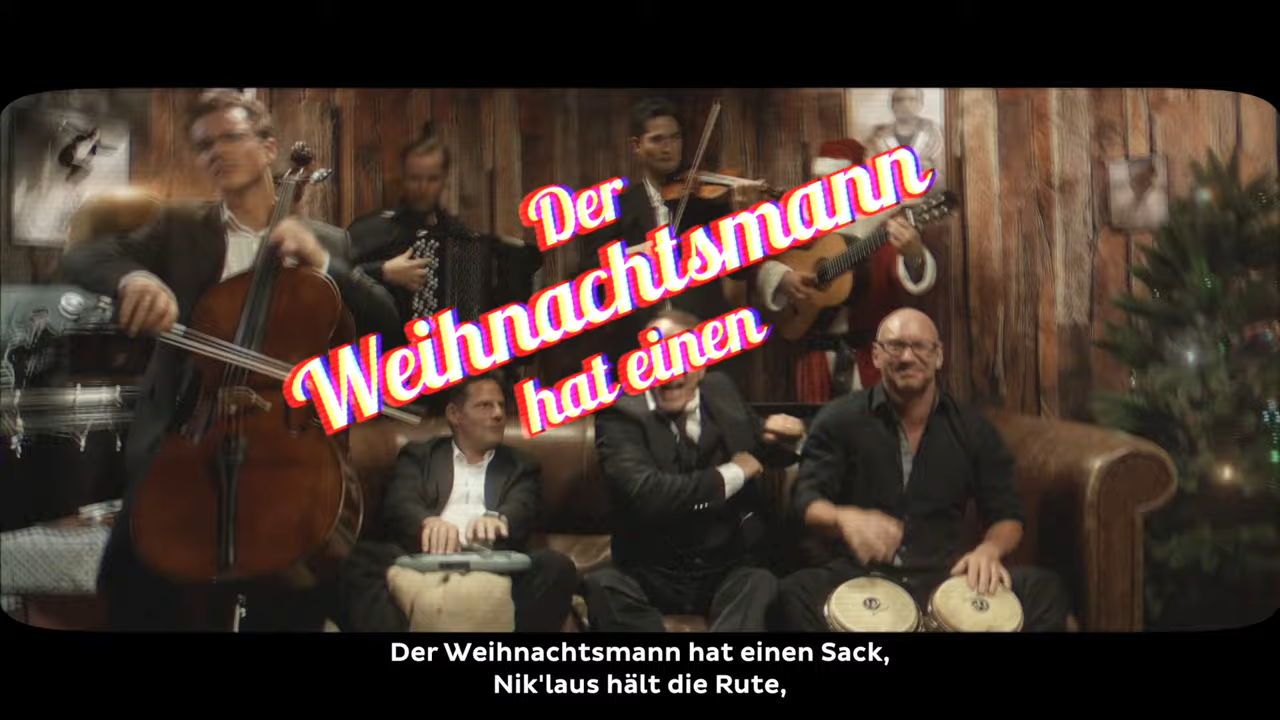 Der
Weihnachtsmann
hat einen
Der Weihnachtsmann hat einen Sack,
Nik'laus hält die Rute,